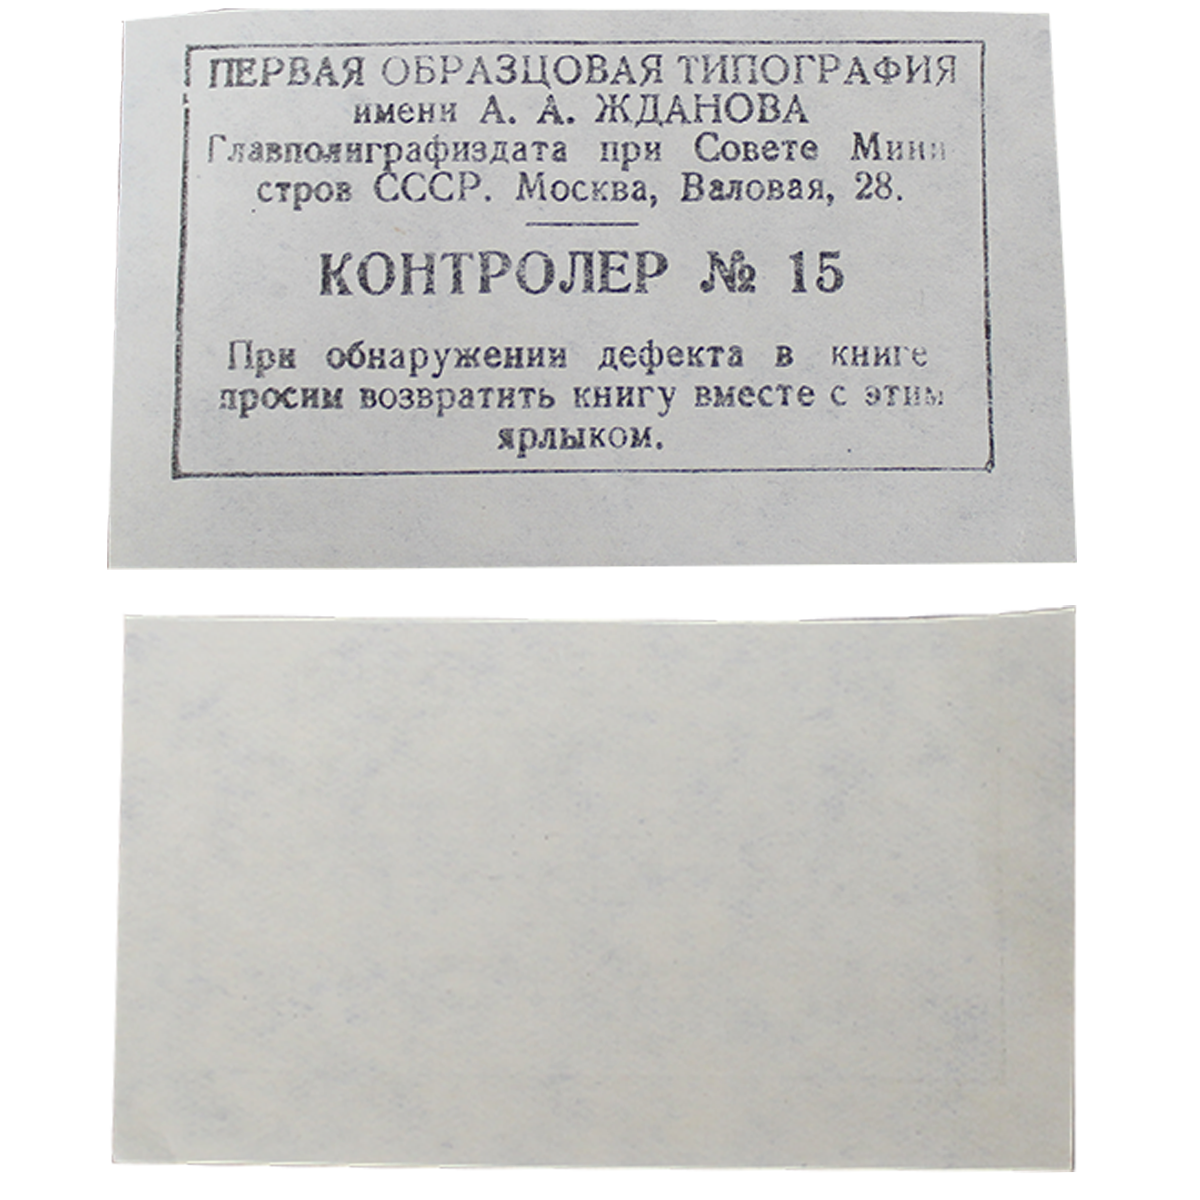 ПЕРВАЯ ОБРАЗЦОВАЯ ТИПОГРАФИЯ
имени А. А. ЖДАНОВА
Главполиграфиздата при Совете Мини
стров СССР. Москва, Валовая, 28.
КОНТРОЛЕР № 15
При обнаружении дефекта в книге
просим возвратить книгу вместе с этим
ярлыком.